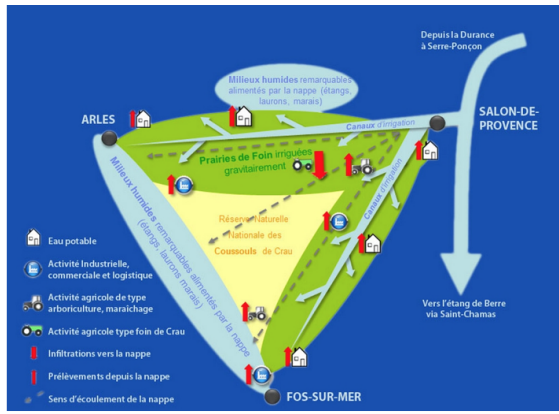 Depuis la Durance
à Serre-Ponçon
Milieux humides remarquables
alimentés par la nappe (étangs,
laurons, marais)
ARLES
SALON-DE-
PROVENCE
Canaux d'irrigation
Prairies de Foin irriguées
gravitairement
Canaux d'irrigation
Milieux humides remarquables alimentés par la nappe
(étangs, laurons marais)
Réserve Naturelle
Nationale des
Coussouls de Crau
Eau potable
Activité Industrielle,
commerciale et logistique
Activité agricole de type
arboriculture, maraîchage
Activité agricole type foin de Crau
Infiltrations vers la nappe
Prélèvements depuis la nappe
Sens d'écoulement de la nappe
Vers l'étang de Berre
via Saint-Chamas
FOS-SUR-MER